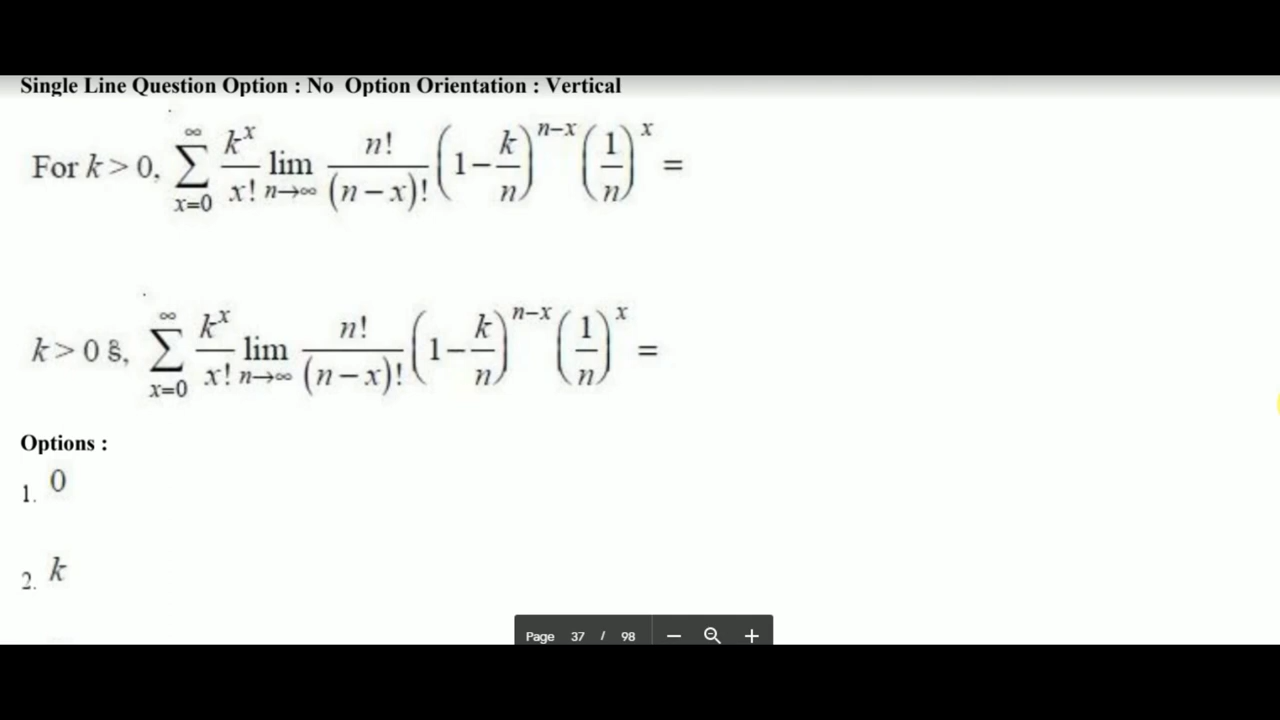 Single Line Question Option : No Option Orientation : Vertical
For k > 0, ∑_{x=0}^{∞} k^x/x! lim_{n→∞} n!/(n−x)! (1−k/n)^{n−x} (1/n)^x =
k > 0 కి, ∑_{x=0}^{∞} k^x/x! lim_{n→∞} n!/(n−x)! (1−k/n)^{n−x} (1/n)^x =
Options :
1. 0
2. k
Page 37 / 98 − +